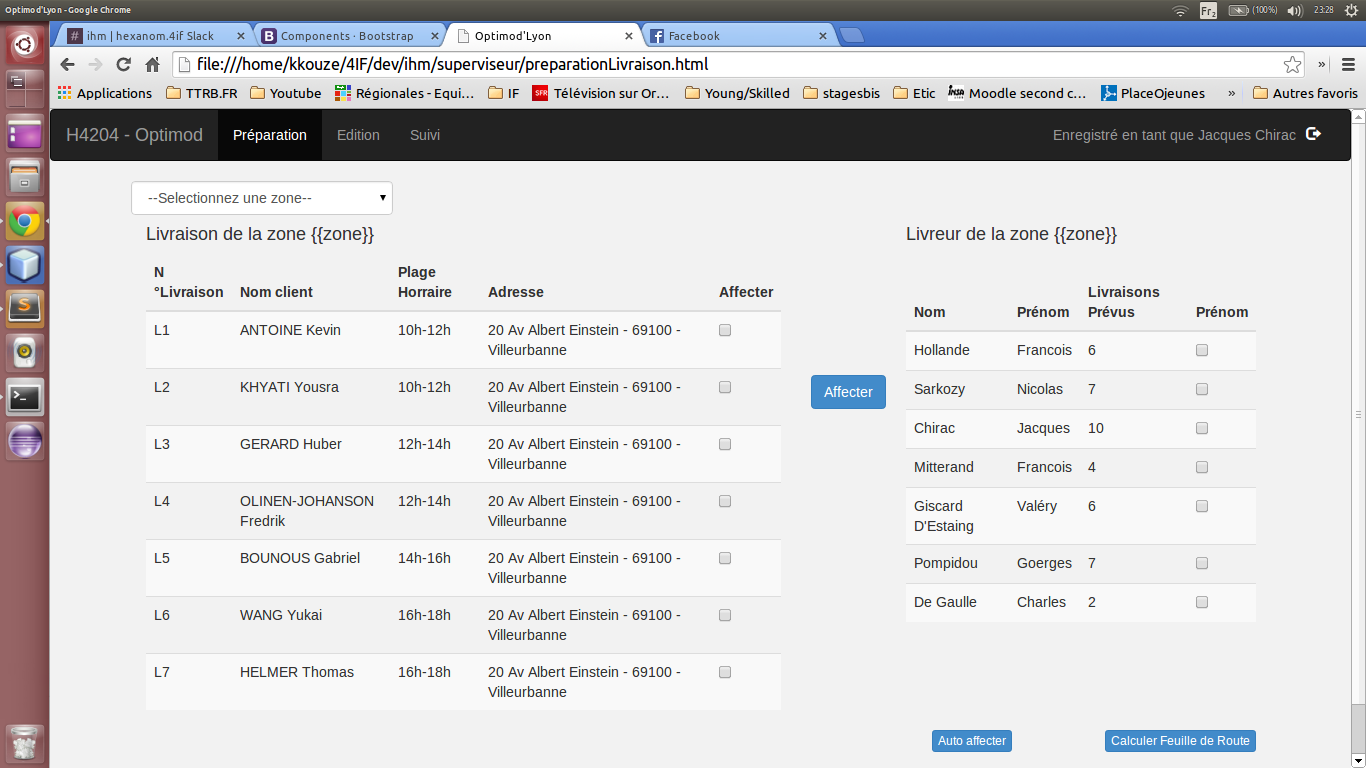 Optimod'Lyon - Google Chrome
Fr2 (100%) 23:28
ihm | hexanom.4if Slack
Components · Bootstrap
Optimod'Lyon
Facebook
file:///home/kkouze/4IF/dev/ihm/superviseur/preparationLivraison.html
Applications TTRB.FR Youtube Régionales - Equi... IF Télévision sur Or... Young/Skilled stagesbis Etic Moodle second c... PlaceOjeunes » Autres favoris
H4204 - Optimod Préparation Edition Suivi Enregistré en tant que Jacques Chirac
--Selectionnez une zone--
Livraison de la zone {{zone}}
N °Livraison Nom client Plage Horraire Adresse Affecter
L1 ANTOINE Kevin 10h-12h 20 Av Albert Einstein - 69100 - Villeurbanne
L2 KHYATI Yousra 10h-12h 20 Av Albert Einstein - 69100 - Villeurbanne
L3 GERARD Huber 12h-14h 20 Av Albert Einstein - 69100 - Villeurbanne
L4 OLINEN-JOHANSON Fredrik 12h-14h 20 Av Albert Einstein - 69100 - Villeurbanne
L5 BOUNOUS Gabriel 14h-16h 20 Av Albert Einstein - 69100 - Villeurbanne
L6 WANG Yukai 16h-18h 20 Av Albert Einstein - 69100 - Villeurbanne
L7 HELMER Thomas 16h-18h 20 Av Albert Einstein - 69100 - Villeurbanne
Affecter
Livreur de la zone {{zone}}
Nom Prénom Livraisons Prévus Prénom
Hollande Francois 6
Sarkozy Nicolas 7
Chirac Jacques 10
Mitterand Francois 4
Giscard D'Estaing Valéry 6
Pompidou Goerges 7
De Gaulle Charles 2
Auto affecter
Calculer Feuille de Route